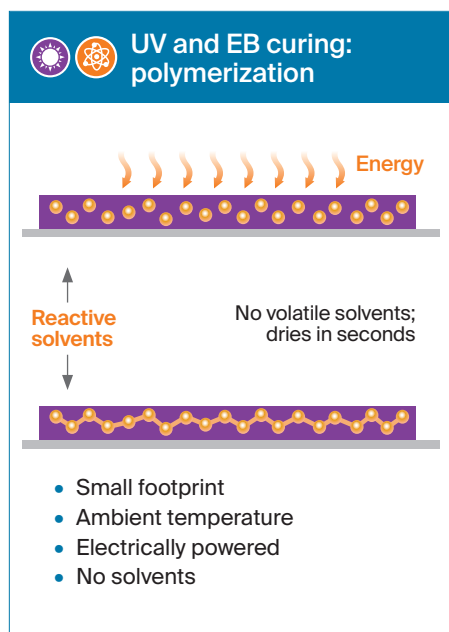 UV and EB curing:
polymerization
Energy
Reactive
solvents
No volatile solvents;
dries in seconds
• Small footprint
• Ambient temperature
• Electrically powered
• No solvents